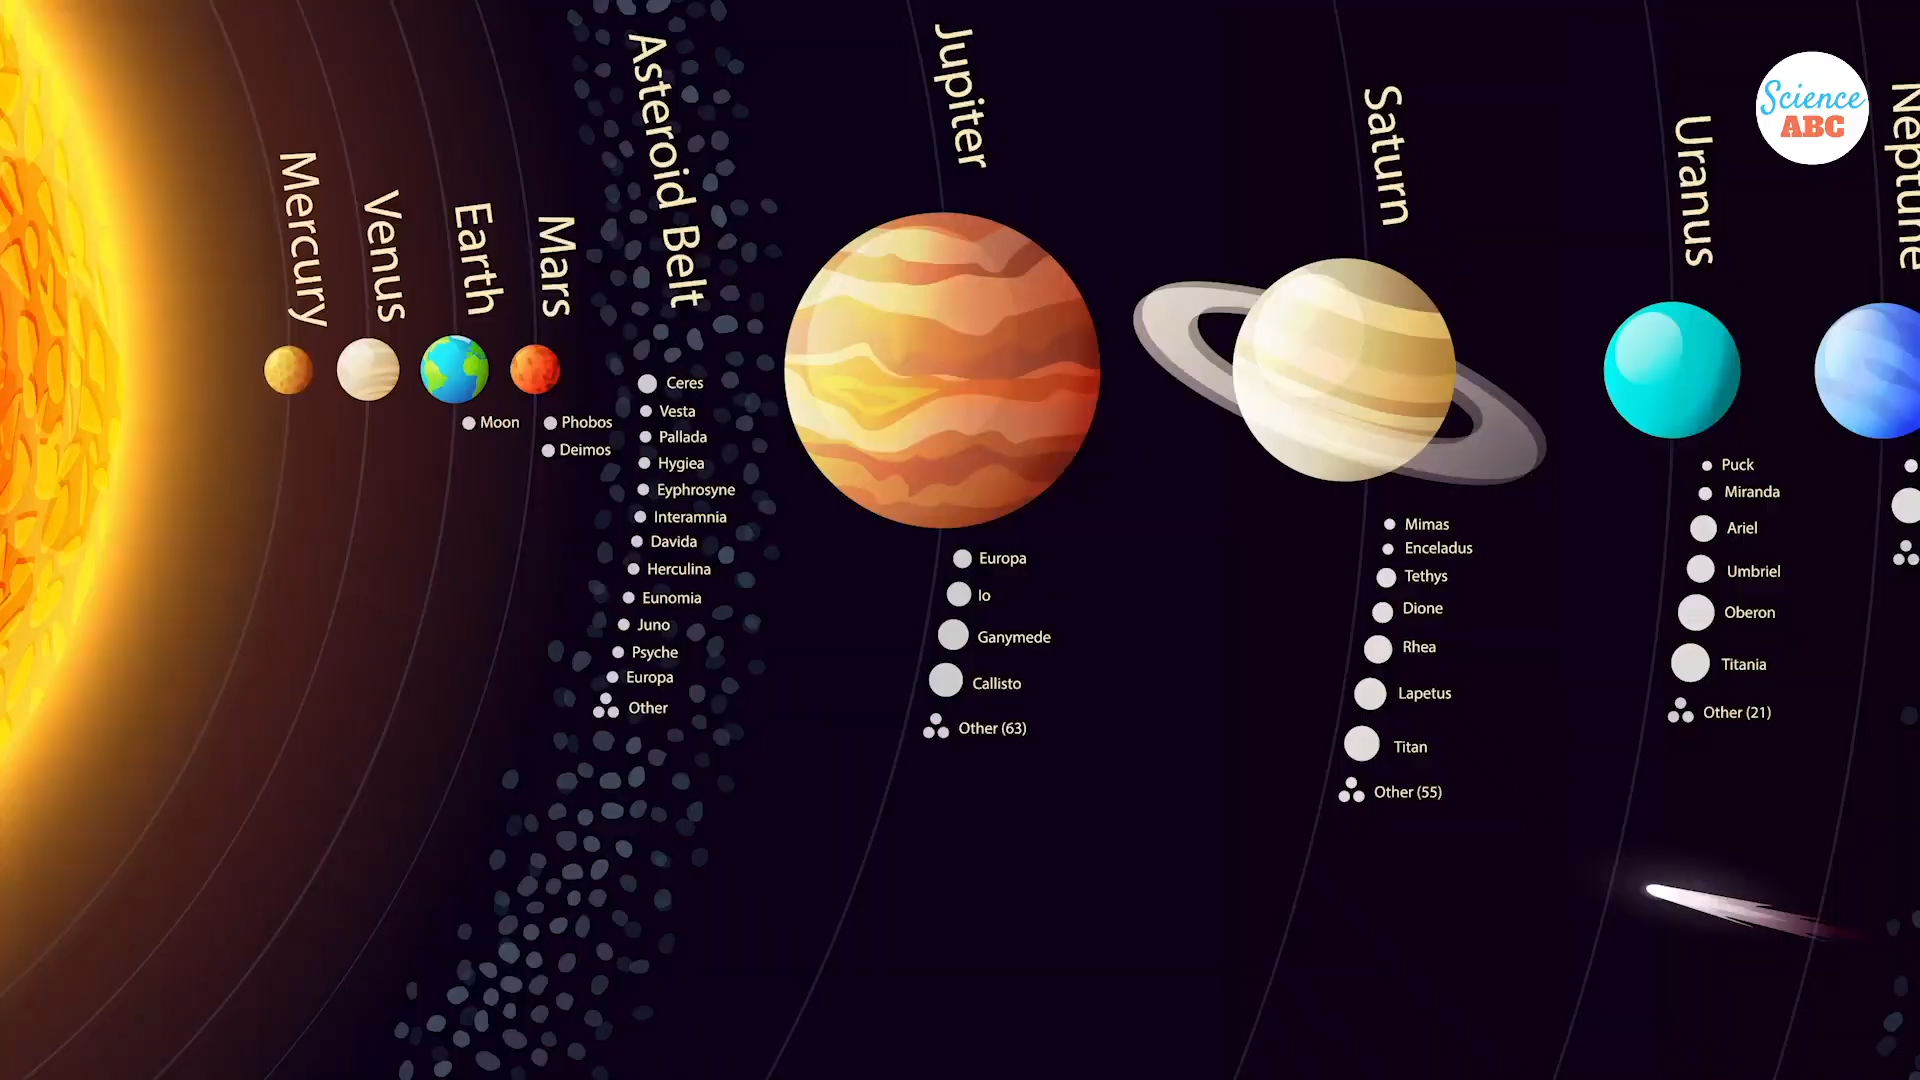 Mercury
Venus
Earth
Moon
Mars
Phobos
Deimos
Asteroid Belt
Ceres
Vesta
Pallada
Hygiea
Eyphrosyne
Interamnia
Davida
Herculina
Eunomia
Juno
Psyche
Europa
Other
Jupiter
Europa
Io
Ganymede
Callisto
Other (63)
Saturn
Mimas
Enceladus
Tethys
Dione
Rhea
Lapetus
Titan
Other (55)
Uranus
Puck
Miranda
Ariel
Umbriel
Oberon
Titania
Other (21)
Neptune
Science
ABC